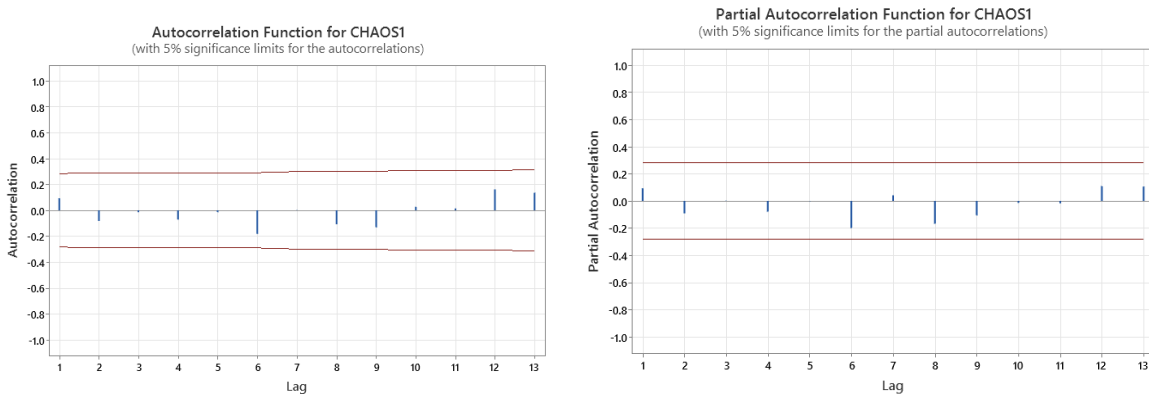 Autocorrelation Function for CHAOS1
(with 5% significance limits for the autocorrelations)
Autocorrelation
1.0
0.8
0.6
0.4
0.2
0.0
-0.2
-0.4
-0.6
-0.8
-1.0
1 2 3 4 5 6 7 8 9 10 11 12 13
Lag
Partial Autocorrelation Function for CHAOS1
(with 5% significance limits for the partial autocorrelations)
Partial Autocorrelation
1.0
0.8
0.6
0.4
0.2
0.0
-0.2
-0.4
-0.6
-0.8
-1.0
1 2 3 4 5 6 7 8 9 10 11 12 13
Lag